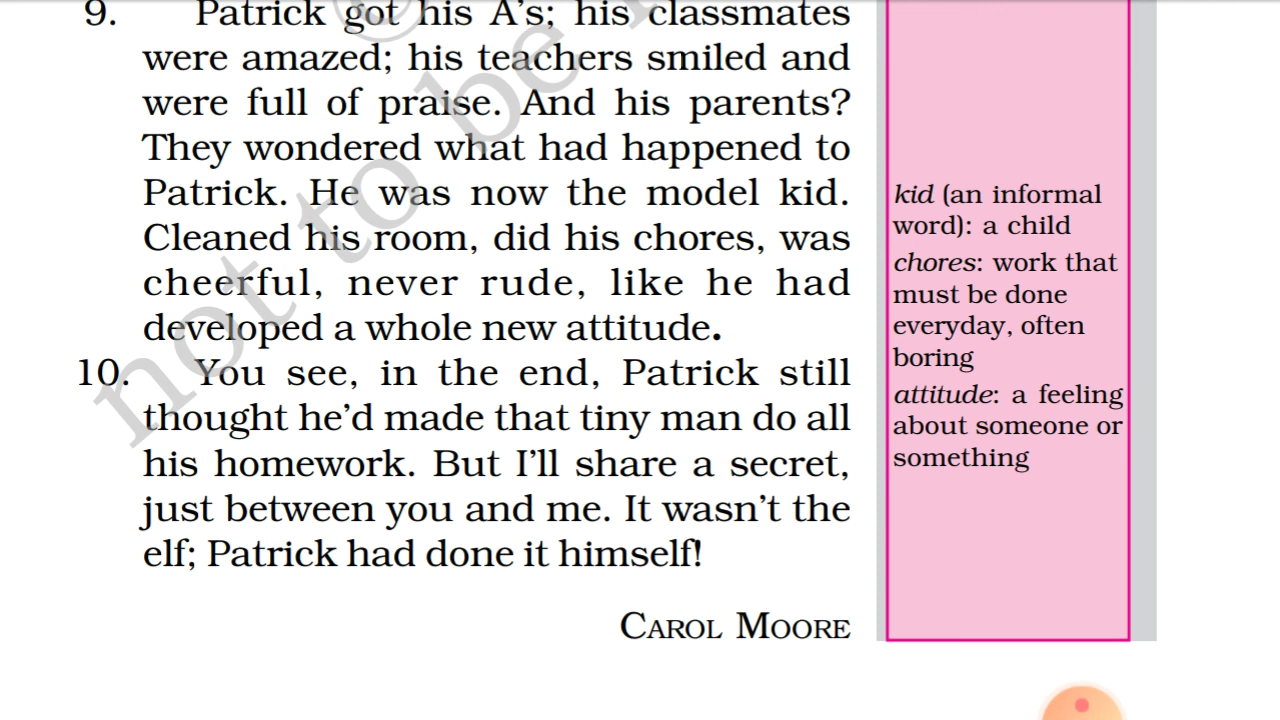 9. Patrick got his A's; his classmates
were amazed; his teachers smiled and
were full of praise. And his parents?
They wondered what had happened to
Patrick. He was now the model kid.
Cleaned his room, did his chores, was
cheerful, never rude, like he had
developed a whole new attitude.
10. You see, in the end, Patrick still
thought he'd made that tiny man do all
his homework. But I'll share a secret,
just between you and me. It wasn't the
elf; Patrick had done it himself!
CAROL MOORE
kid (an informal
word): a child
chores: work that
must be done
everyday, often
boring
attitude: a feeling
about someone or
something
©
not to be